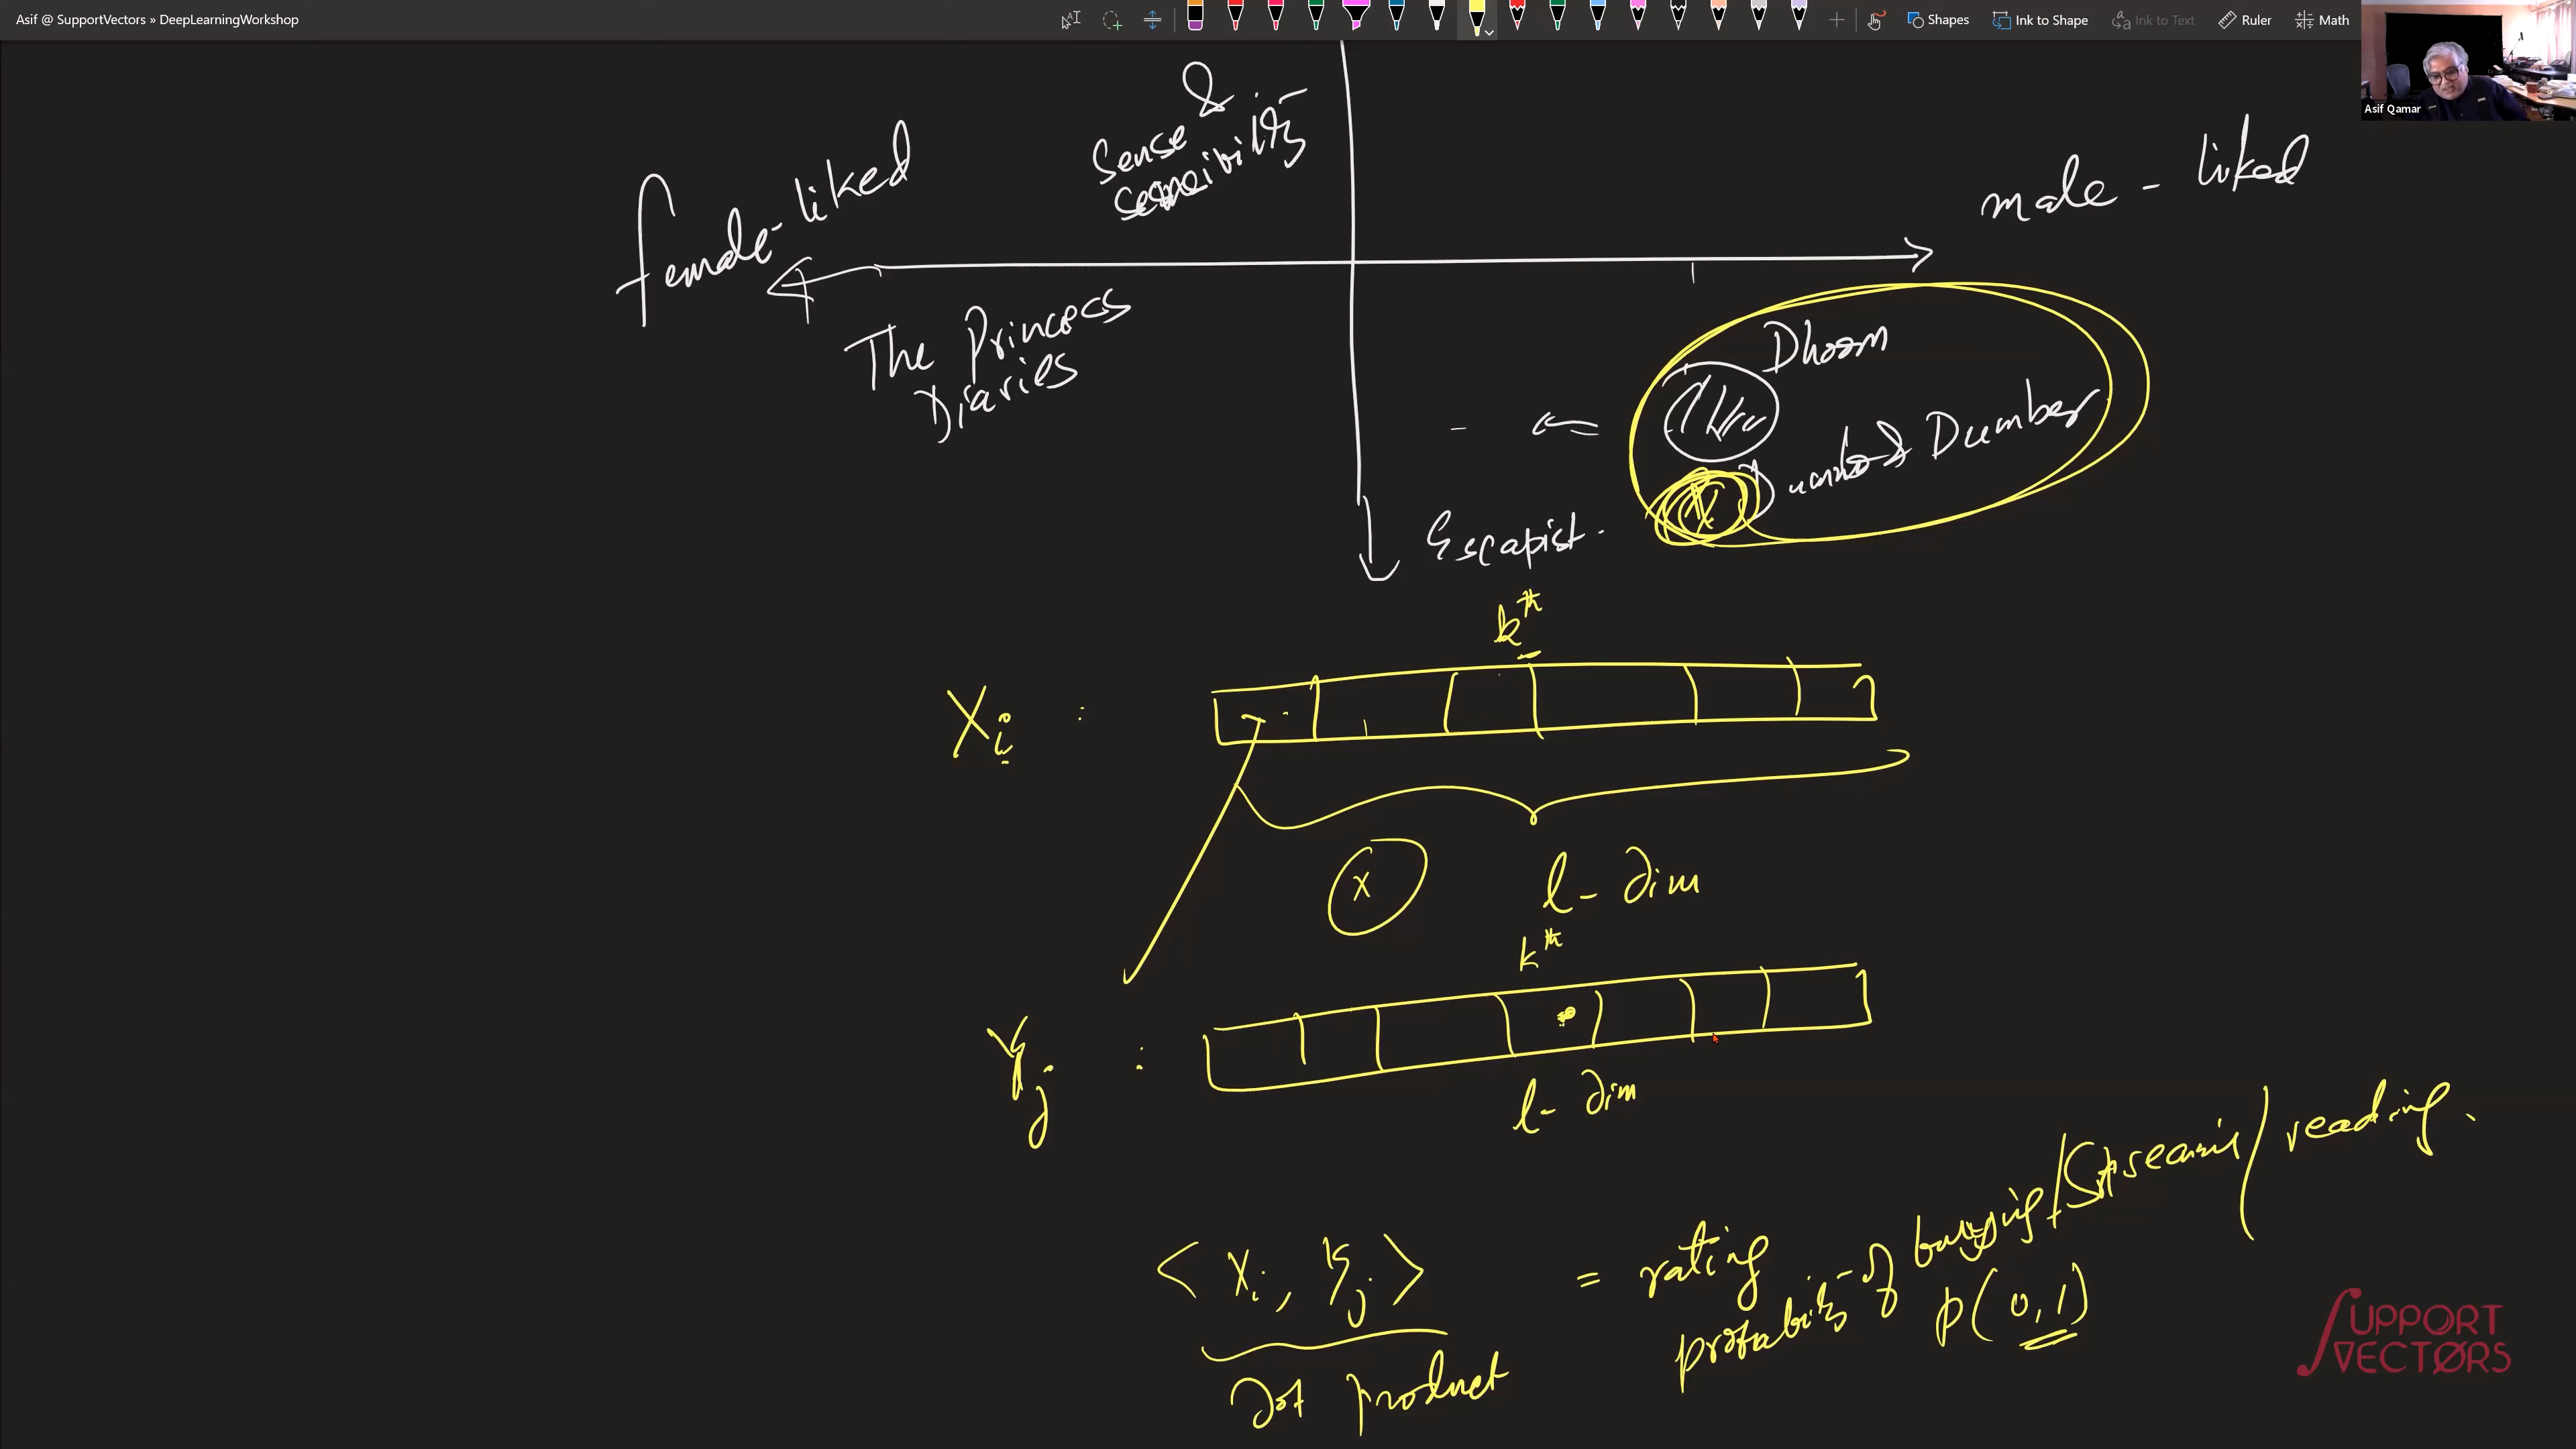 Asif @ SupportVectors » DeepLearningWorkshop
Shapes
Ink to Shape
Ink to Text
Ruler
Math
Asif Qamar
female-liked
Sense &
Sensibility
male - liked
The Princess
Diaries
Dhoom
Dumb & Dumber
Escapist.
kth
Xi :
l - dim
X
kth
Yj :
l - dim
< Xi, Yj > = rating
probability of buying/Streaming/reading.
p(0,1)
dot product
SUPPORT
VECTORS